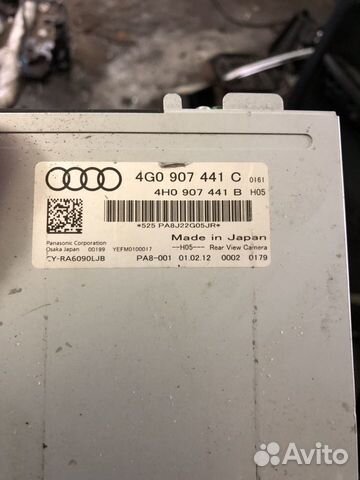 4G0 907 441 C 0161
4H0 907 441 B H05
*525 PA8J22G05JR*
Panasonic Corporation
Osaka Japan 00199 YEFM0100017
Made in Japan
--H05-- Rear View Camera
CY-RA6090LJB PA8-001 01.02.12 0002 0179
Avito